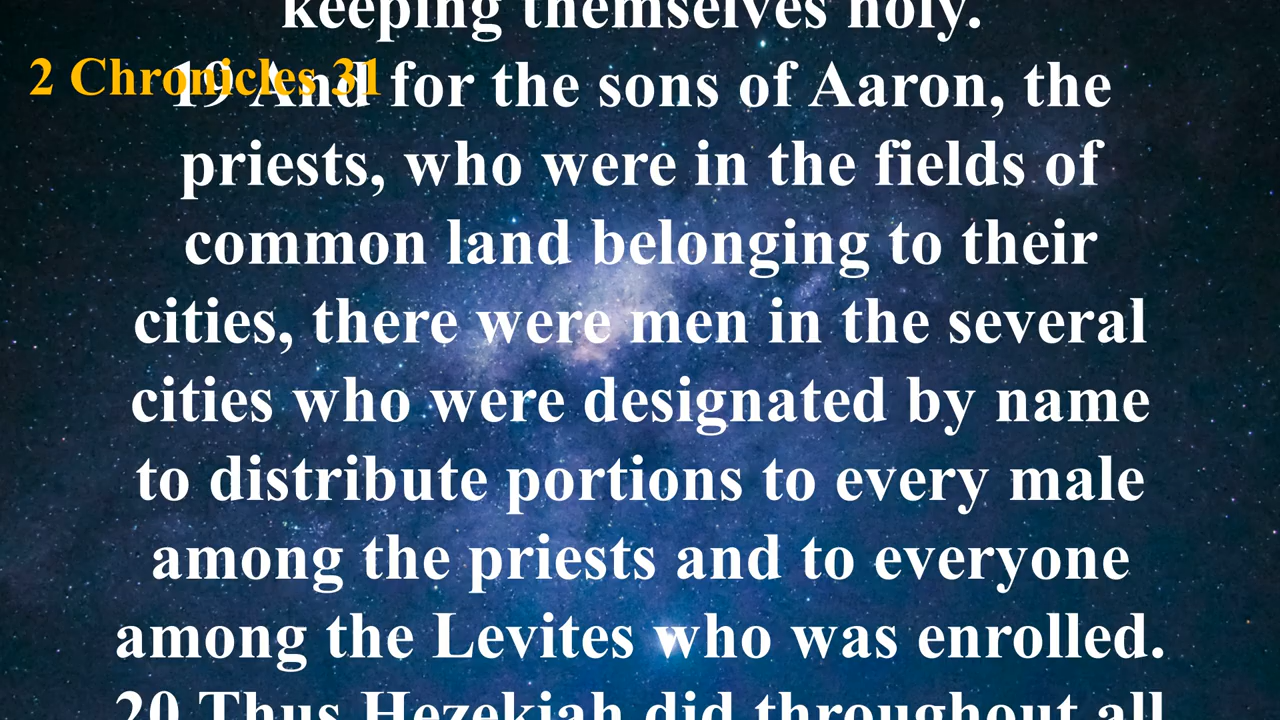 keeping themselves holy.
2 Chronicles 31
19 And for the sons of Aaron, the
priests, who were in the fields of
common land belonging to their
cities, there were men in the several
cities who were designated by name
to distribute portions to every male
among the priests and to everyone
among the Levites who was enrolled.
20 Thus Hezekiah did throughout all